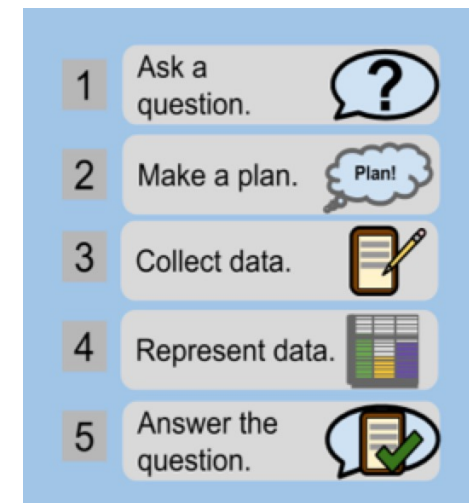 1 Ask a
question.
?
2 Make a plan.
Plan!
3 Collect data.
4 Represent data.
5 Answer the
question.